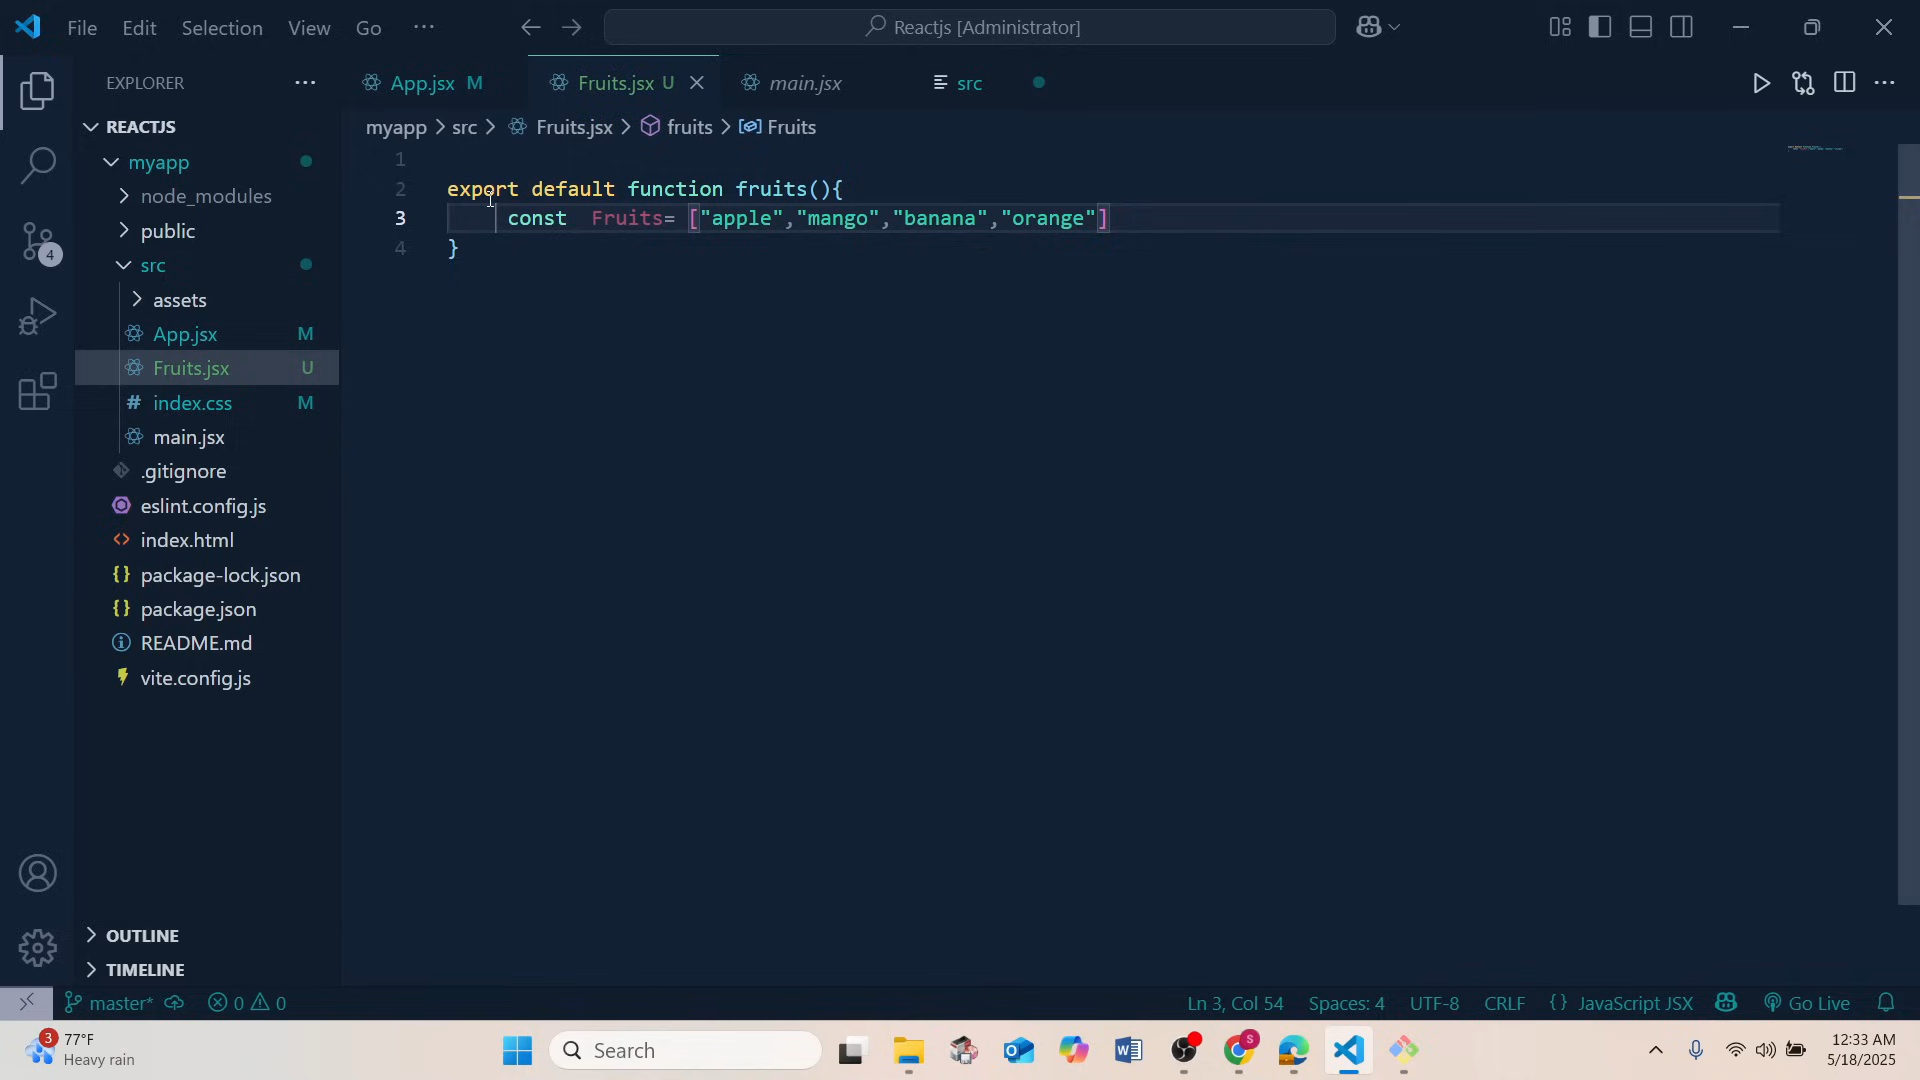 File Edit Selection View Go ···
Reactjs [Administrator]
EXPLORER ···
App.jsx M
Fruits.jsx U
main.jsx
src
REACTJS
myapp > src > Fruits.jsx > fruits > Fruits
myapp
node_modules
public
src
assets
App.jsx M
Fruits.jsx U
index.css M
main.jsx
.gitignore
eslint.config.js
index.html
package-lock.json
package.json
README.md
vite.config.js
4
OUTLINE
TIMELINE
1
2 export default function fruits(){
3 const  Fruits= ["apple","mango","banana","orange"]
4 }
master* 0 0
Ln 3, Col 54 Spaces: 4 UTF-8 CRLF {} JavaScript JSX Go Live
3 77°F
Heavy rain
Search
S
12:33 AM
5/18/2025